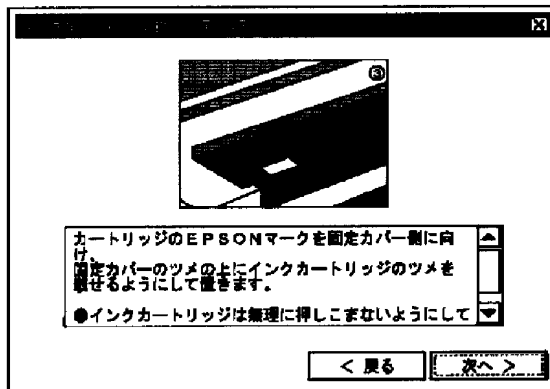 ③
カートリッジのＥＰＳＯＮマークを固定カバー側に向
け、
固定カバーのツメの上にインクカートリッジのツメを
載せるようにして置きます。
●インクカートリッジは無理に押しこまないようにして
< 戻る
次へ >